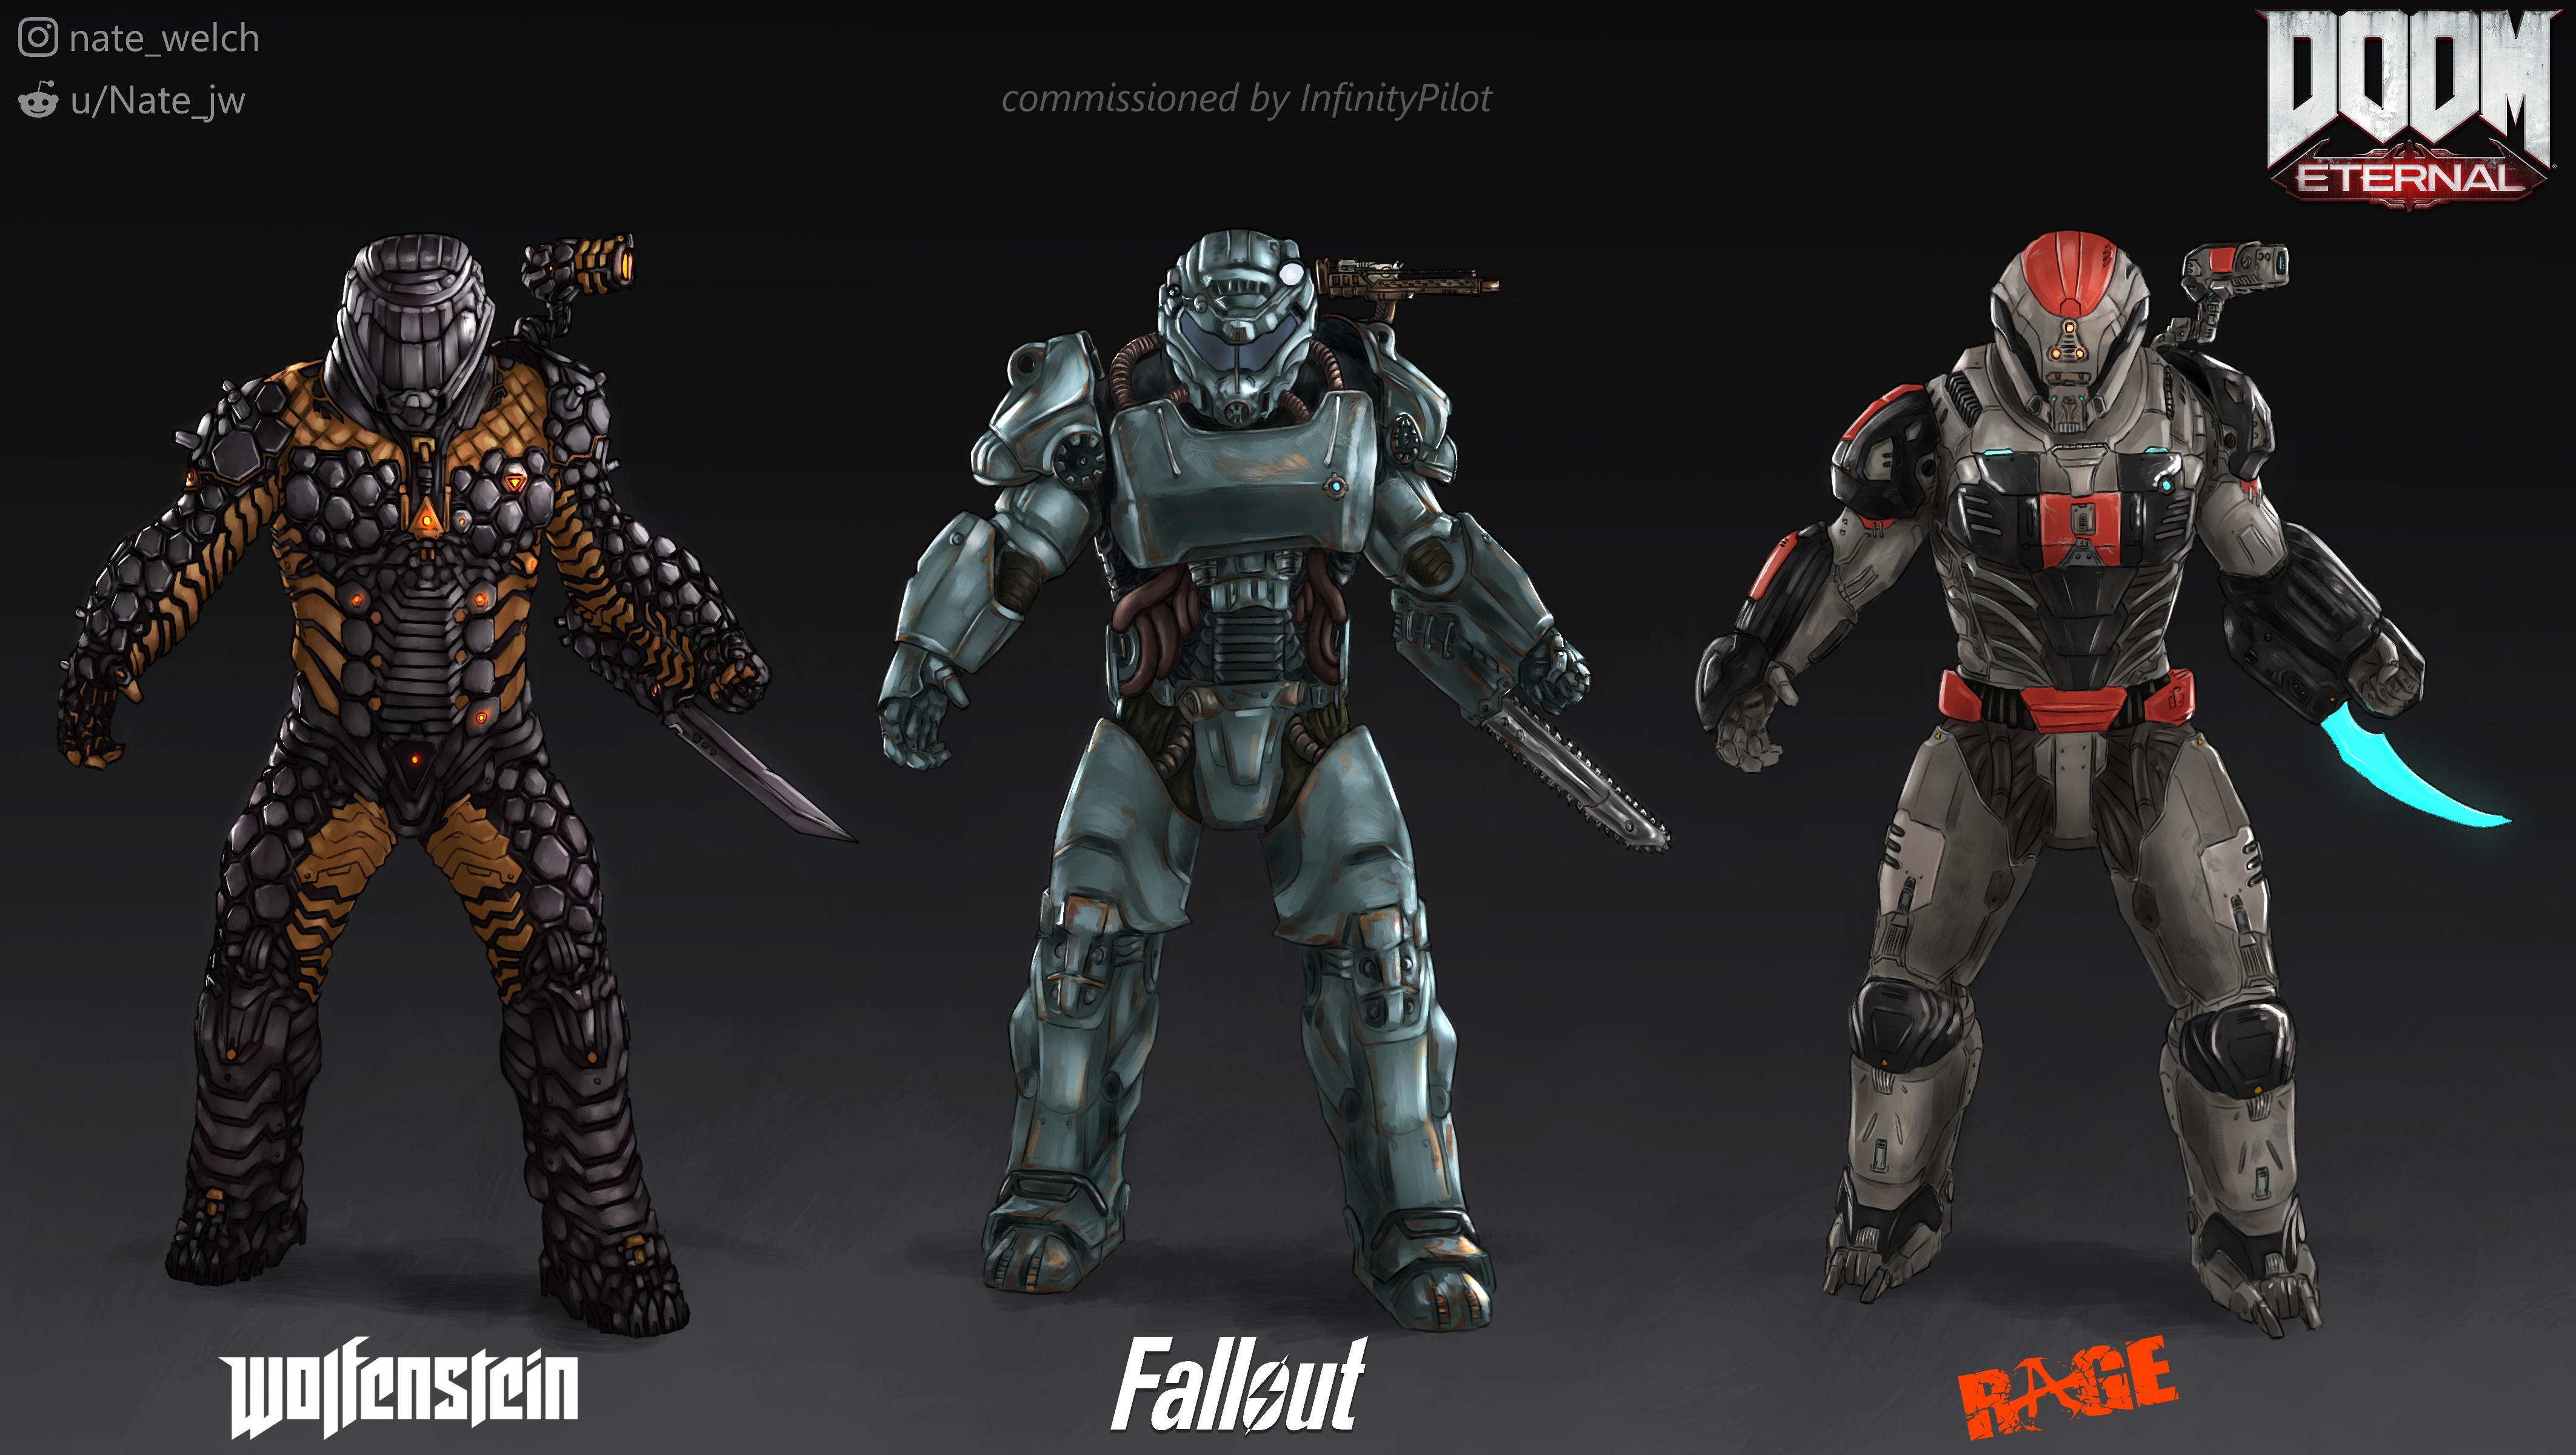 nate_welch
u/Nate_jw
commissioned by InfinityPilot
DOOM
ETERNAL
Wolfenstein
Fallout
RAGE